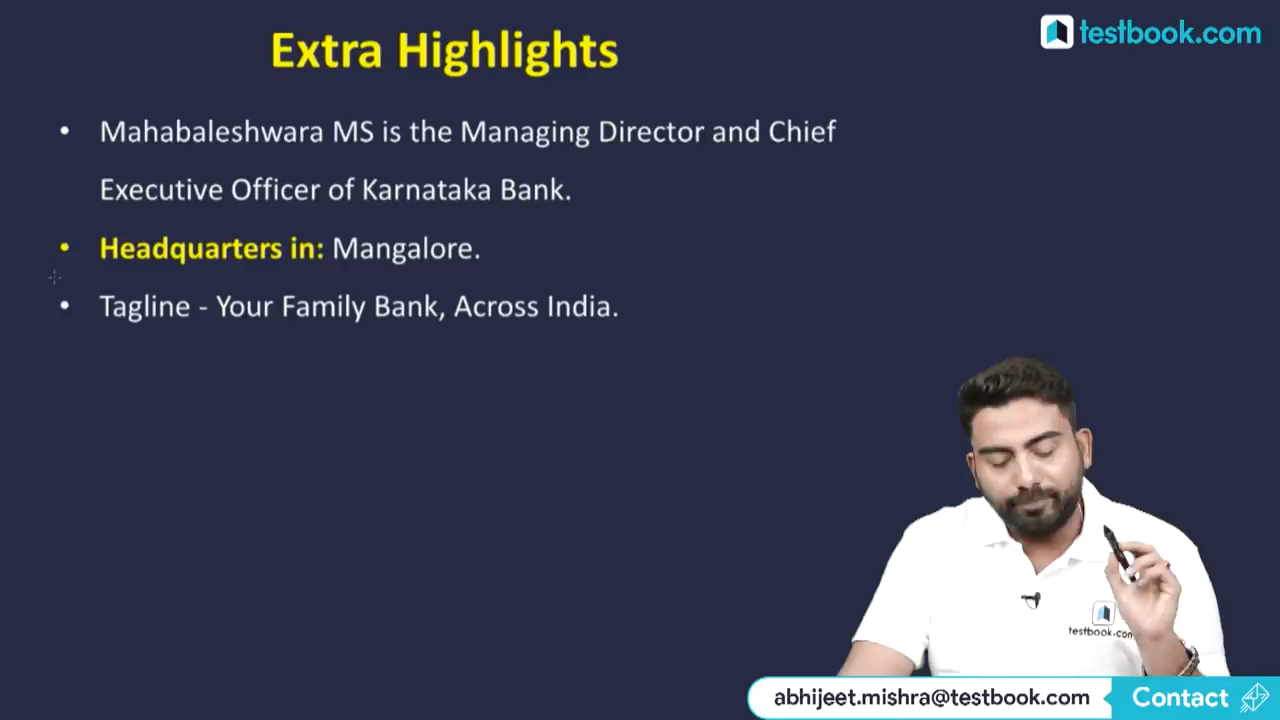 Extra Highlights
testbook.com
• Mahabaleshwara MS is the Managing Director and Chief
Executive Officer of Karnataka Bank.
• Headquarters in: Mangalore.
• Tagline - Your Family Bank, Across India.
testbook.com
abhijeet.mishra@testbook.com
Contact